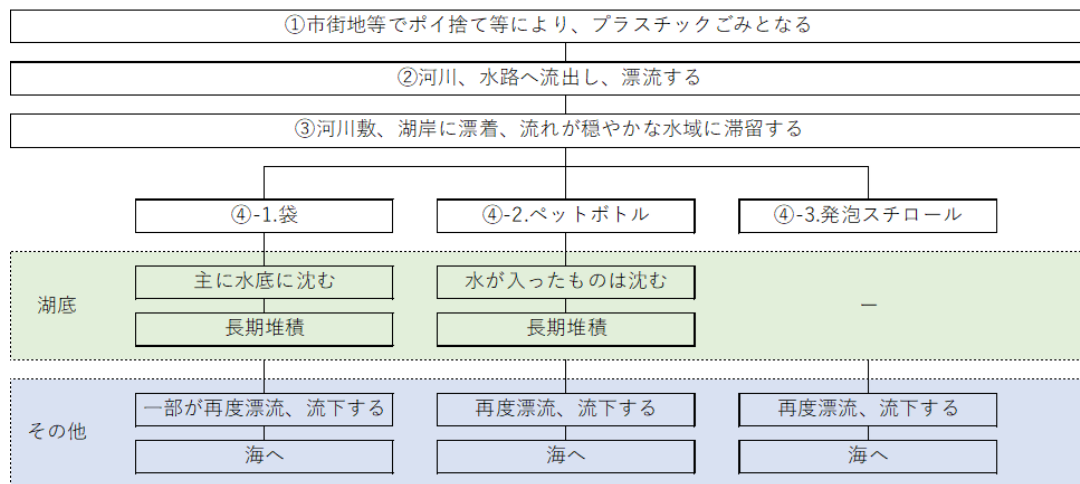 ①市街地等でポイ捨て等により、プラスチックごみとなる
②河川、水路へ流出し、漂流する
③河川敷、湖岸に漂着、流れが穏やかな水域に滞留する
④-1.袋
④-2.ペットボトル
④-3.発泡スチロール
湖底
主に水底に沈む
水が入ったものは沈む
—
長期堆積
長期堆積
その他
一部が再度漂流、流下する
再度漂流、流下する
再度漂流、流下する
海へ
海へ
海へ